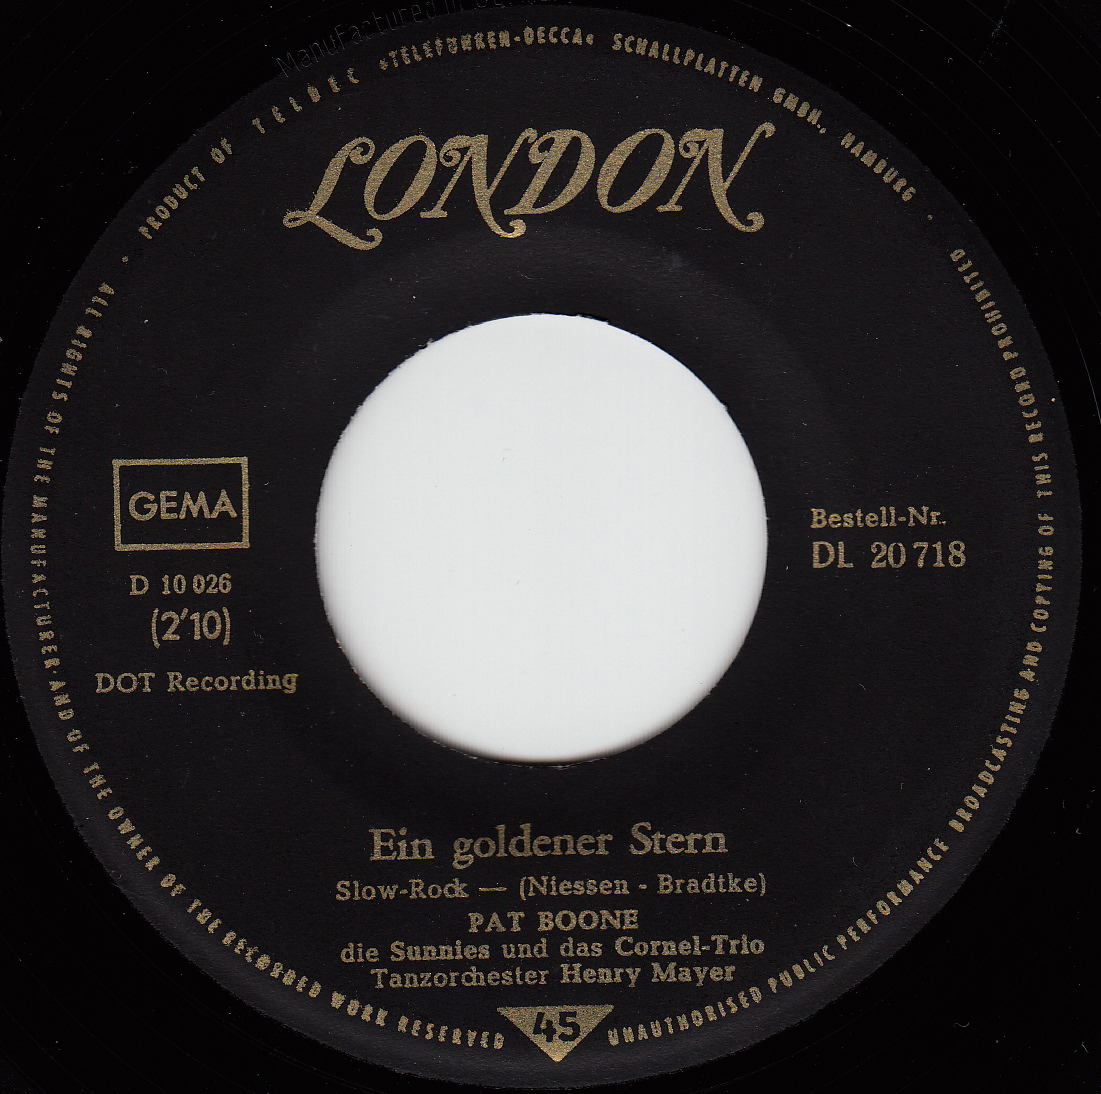 ManuFactured in
PRODUCT OF TELDEC »TELEFUNKEN-DECCA« SCHALLPLATTEN GMBH., HAMBURG ·
LONDON
GEMA
D 10 026
(2'10)
DOT Recording
Bestell-Nr.
DL 20 718
Ein goldener Stern
Slow-Rock — (Niessen - Bradtke)
PAT BOONE
die Sunnies und das Cornel-Trio
Tanzorchester Henry Mayer
45
· ALL RIGHTS OF THE MANUFACTURER AND OF THE OWNER OF THE RECORDED WORK RESERVED
UNAUTHORISED PUBLIC PERFORMANCE BROADCASTING AND COPYING OF THIS RECORD PROHIBITED